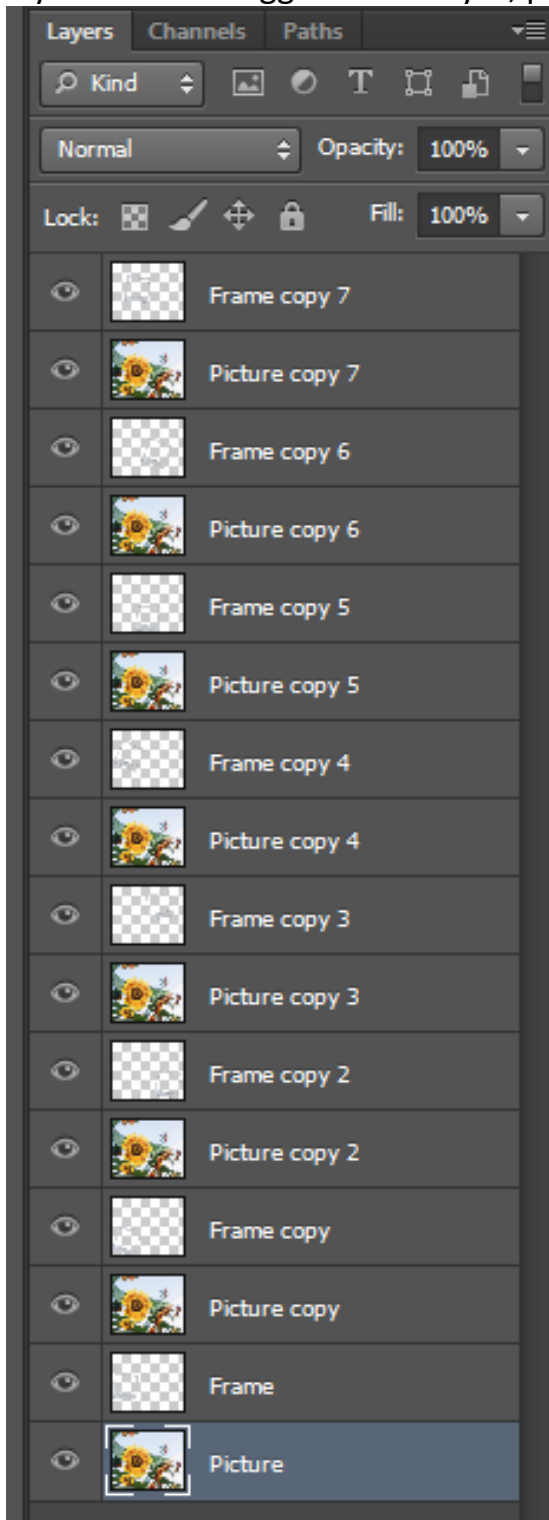 Layers Channels Paths
Kind T
Normal Opacity: 100%
Lock: Fill: 100%
Frame copy 7
Picture copy 7
Frame copy 6
Picture copy 6
Frame copy 5
Picture copy 5
Frame copy 4
Picture copy 4
Frame copy 3
Picture copy 3
Frame copy 2
Picture copy 2
Frame copy
Picture copy
Frame
Picture